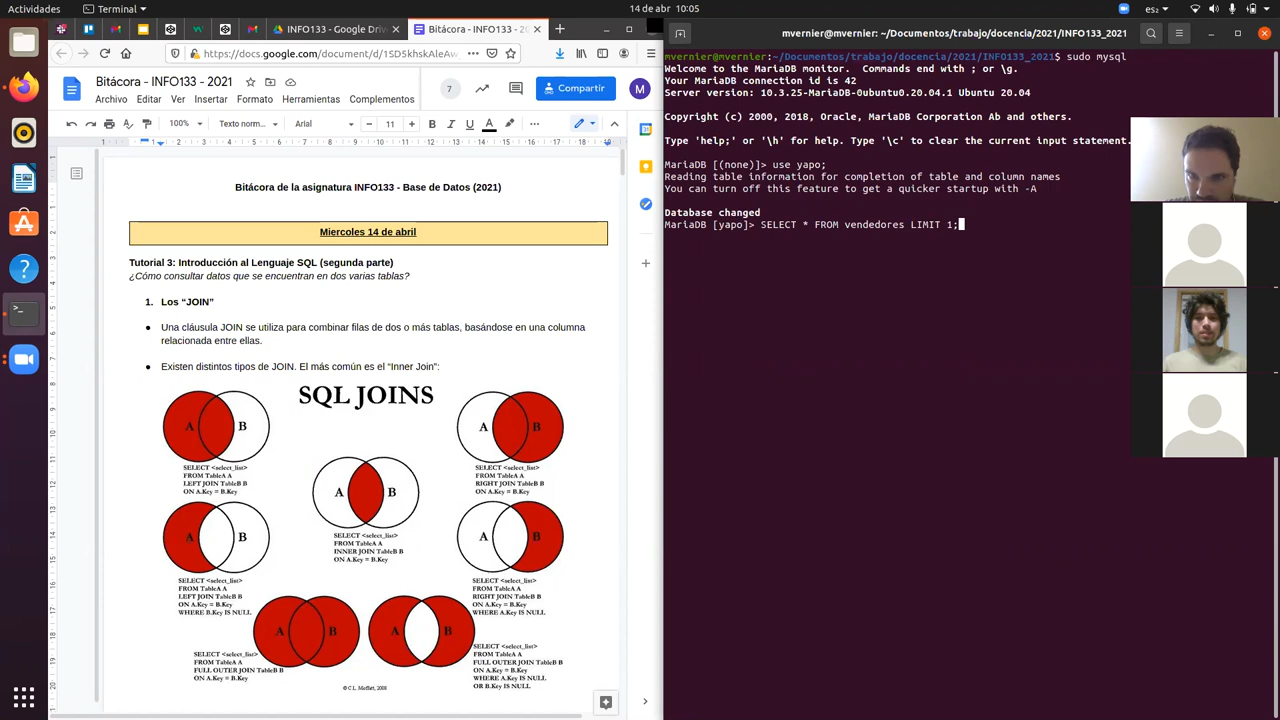 Actividades
Terminal
14 de abril 10:05
es2
INFO133 - Google Drive
Bitácora - INFO133 - 2021
https://docs.google.com/document/d/1SD5khskAleAw
mvernier@mvernier: ~/Documentos/trabajo/docencia/2021/INFO133
Bitácora - INFO133 - 2021
Archivo Editar Ver Insertar Formato Herramientas Complementos
7
Compartir
M
100%
Texto norm...
Arial
11
Bitácora de la asignatura INFO133 - Base de Datos (2021)
Miercoles 14 de abril
Tutorial 3: Introducción al Lenguaje SQL (segunda parte)
¿Cómo consultar datos que se encuentran en dos varias tablas?
1. Los “JOIN”
● Una cláusula JOIN se utiliza para combinar filas de dos o más tablas, basándose en una columna
relacionada entre ellas.
● Existen distintos tipos de JOIN. El más común es el “Inner Join”:
SQL JOINS
A B
SELECT <select_list>
FROM TableA A
LEFT JOIN TableB B
ON A.Key = B.Key
A B
SELECT <select_list>
FROM TableA A
RIGHT JOIN TableB B
ON A.Key = B.Key
A B
SELECT <select_list>
FROM TableA A
INNER JOIN TableB B
ON A.Key = B.Key
A B
SELECT <select_list>
FROM TableA A
LEFT JOIN TableB B
ON A.Key = B.Key
WHERE B.Key IS NULL
A B
SELECT <select_list>
FROM TableA A
RIGHT JOIN TableB B
ON A.Key = B.Key
WHERE A.Key IS NULL
A B
SELECT <select_list>
FROM TableA A
FULL OUTER JOIN TableB B
ON A.Key = B.Key
A B
SELECT <select_list>
FROM TableA A
FULL OUTER JOIN TableB B
ON A.Key = B.Key
WHERE A.Key IS NULL
OR B.Key IS NULL
© C.L. Moffatt, 2008
mvernier@mvernier:~/Documentos/trabajo/docencia/2021/INFO133_2021$ sudo mysql
Welcome to the MariaDB monitor. Commands end with ; or \g.
Your MariaDB connection id is 43
Server version: 10.3.25-MariaDB-0ubuntu0.20.04.1 Ubuntu 20.04
Copyright (c) 2000, 2018, Oracle, MariaDB Corporation Ab and others.
Type 'help;' or '\h' for help. Type '\c' to clear the current input statement.
MariaDB [(none)]> use yapo;
Reading table information for completion of table and column names
You can turn off this feature to get a quicker startup with -A
Database changed
MariaDB [yapo]> SELECT * FROM vendedores LIMIT 1;